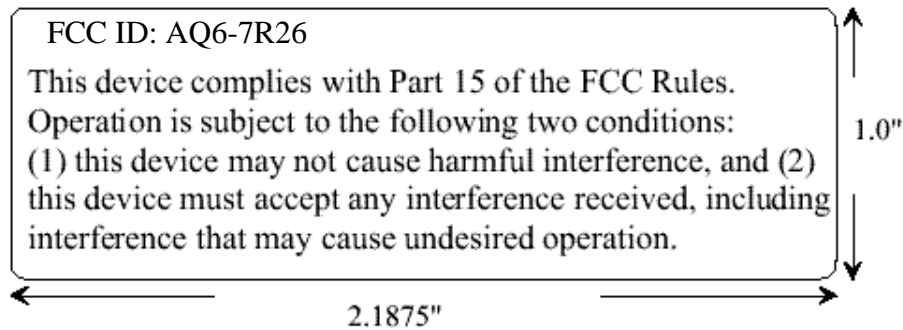 FCC ID: AQ6-7R26
This device complies with Part 15 of the FCC Rules.
Operation is subject to the following two conditions:
(1) this device may not cause harmful interference, and (2)
this device must accept any interference received, including
interference that may cause undesired operation.
1.0"
2.1875"